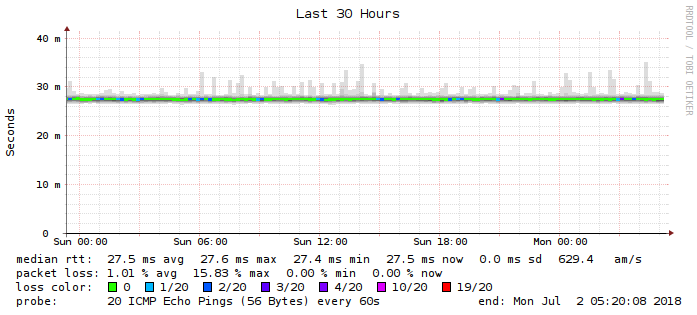 Last 30 Hours
RRDTOOL / TOBI OETIKER
Seconds
40 m
30 m
20 m
10 m
0
Sun 00:00 Sun 06:00 Sun 12:00 Sun 18:00 Mon 00:00
median rtt: 27.5 ms avg 27.6 ms max 27.4 ms min 27.5 ms now 0.0 ms sd 629.4 am/s
packet loss: 1.01 % avg 15.83 % max 0.00 % min 0.00 % now
loss color: 0 1/20 2/20 3/20 4/20 10/20 19/20
probe: 20 ICMP Echo Pings (56 Bytes) every 60s end: Mon Jul 2 05:20:08 2018